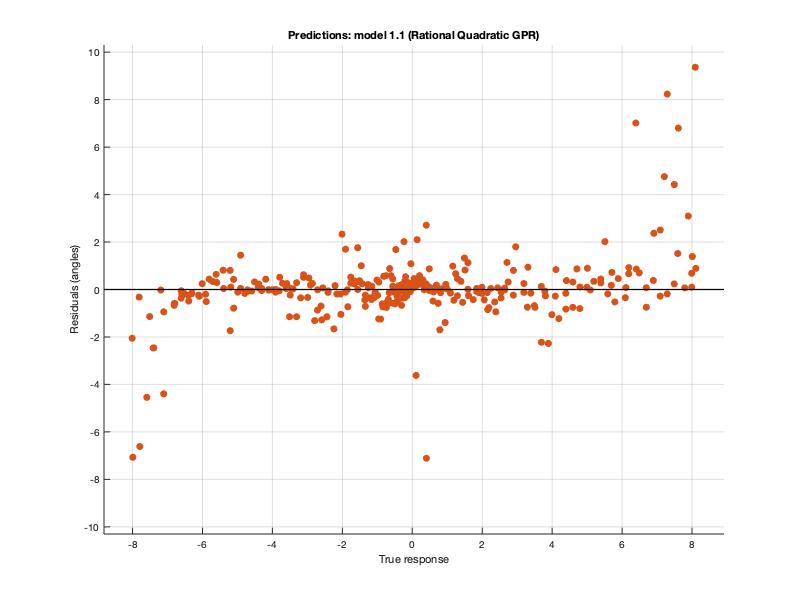 Predictions: model 1.1 (Rational Quadratic GPR)
10
8
6
4
2
0
-2
-4
-6
-8
-10
Residuals (angles)
-8 -6 -4 -2 0 2 4 6 8
True response